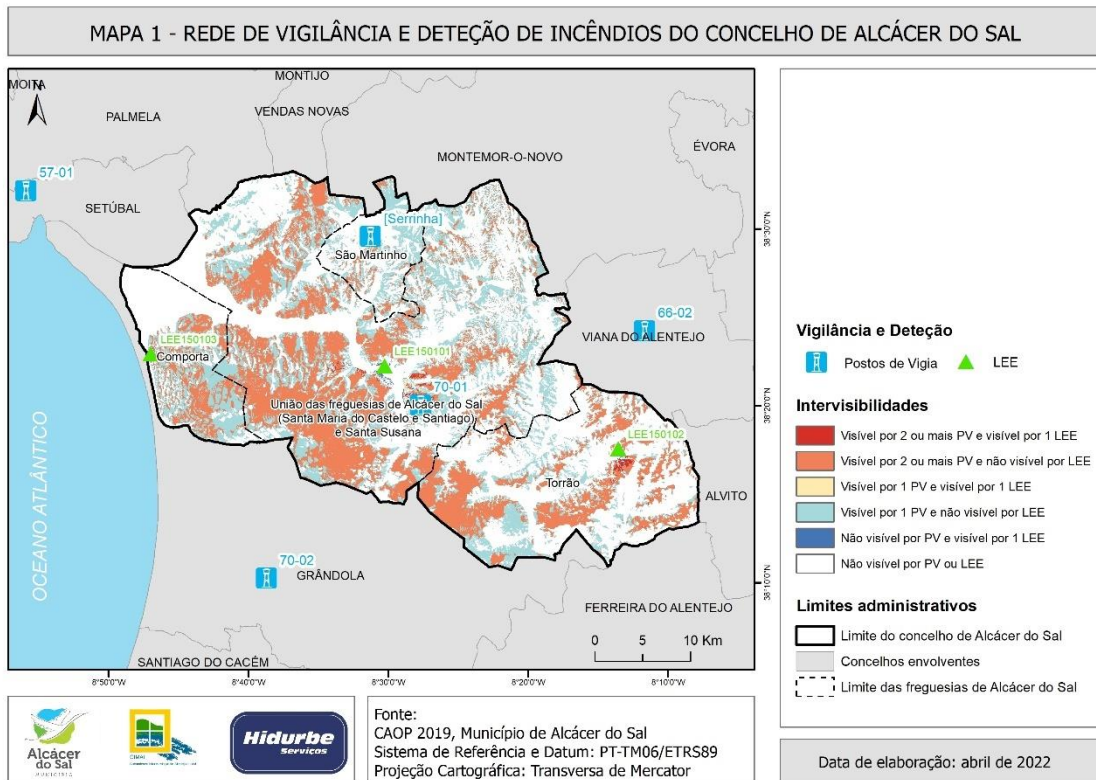 MAPA 1 - REDE DE VIGILÂNCIA E DETEÇÃO DE INCÊNDIOS DO CONCELHO DE ALCÁCER DO SAL
MOITA
N
MONTIJO
PALMELA
VENDAS NOVAS
MONTEMOR-O-NOVO
ÉVORA
57-01
SETÚBAL
[Serrinha]
São Martinho
38°30'0"N
66-02
VIANA DO ALENTEJO
LEE150103
Comporta
LEE150101
70-01
38°20'0"N
União das freguesias de Alcácer do Sal
(Santa Maria do Castelo e Santiago)
e Santa Susana
LEE150102
Torrão
ALVITO
OCEANO ATLÂNTICO
70-02
GRÂNDOLA
38°10'0"N
FERREIRA DO ALENTEJO
0 5 10 Km
SANTIAGO DO CACÉM
8°50'0"W 8°40'0"W 8°30'0"W 8°20'0"W 8°10'0"W
Vigilância e Deteção
Postos de Vigia LEE
Intervisibilidades
Visível por 2 ou mais PV e visível por 1 LEE
Visível por 2 ou mais PV e não visível por LEE
Visível por 1 PV e visível por 1 LEE
Visível por 1 PV e não visível por LEE
Não visível por PV e visível por 1 LEE
Não visível por PV ou LEE
Limites administrativos
Limite do concelho de Alcácer do Sal
Concelhos envolventes
Limite das freguesias de Alcácer do Sal
Alcácer
do Sal
MUNICÍPIO
Hidurbe
Serviços
Fonte:
CAOP 2019, Município de Alcácer do Sal
Sistema de Referência e Datum: PT-TM06/ETRS89
Projeção Cartográfica: Transversa de Mercator
Data de elaboração: abril de 2022